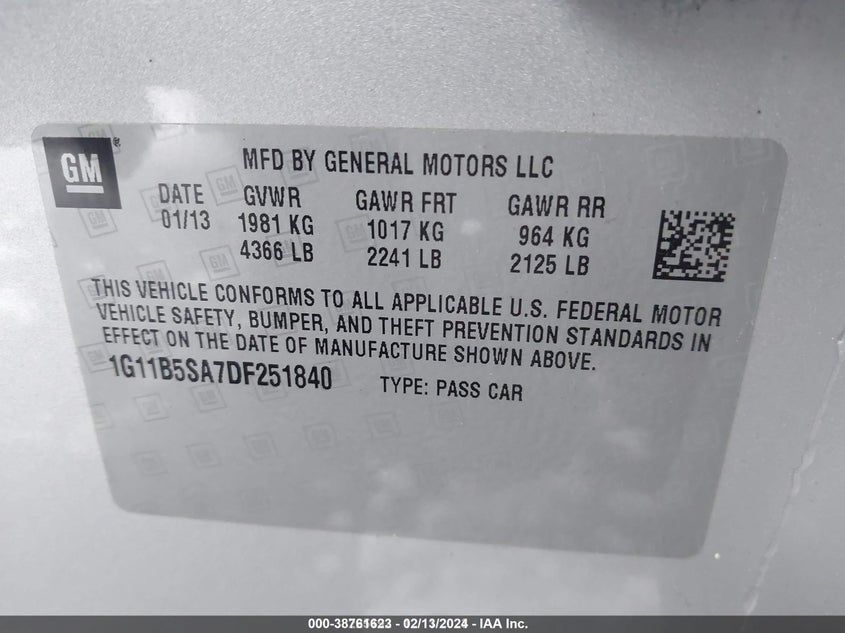 GM®
MFD BY GENERAL MOTORS LLC
DATE GVWR GAWR FRT GAWR RR
01/13 1981 KG 1017 KG 964 KG
4366 LB 2241 LB 2125 LB
THIS VEHICLE CONFORMS TO ALL APPLICABLE U.S. FEDERAL MOTOR
VEHICLE SAFETY, BUMPER, AND THEFT PREVENTION STANDARDS IN
EFFECT ON THE DATE OF MANUFACTURE SHOWN ABOVE.
1G11B5SA7DF251840 TYPE: PASS CAR
000-38761623 - 02/13/2024 - IAA Inc.